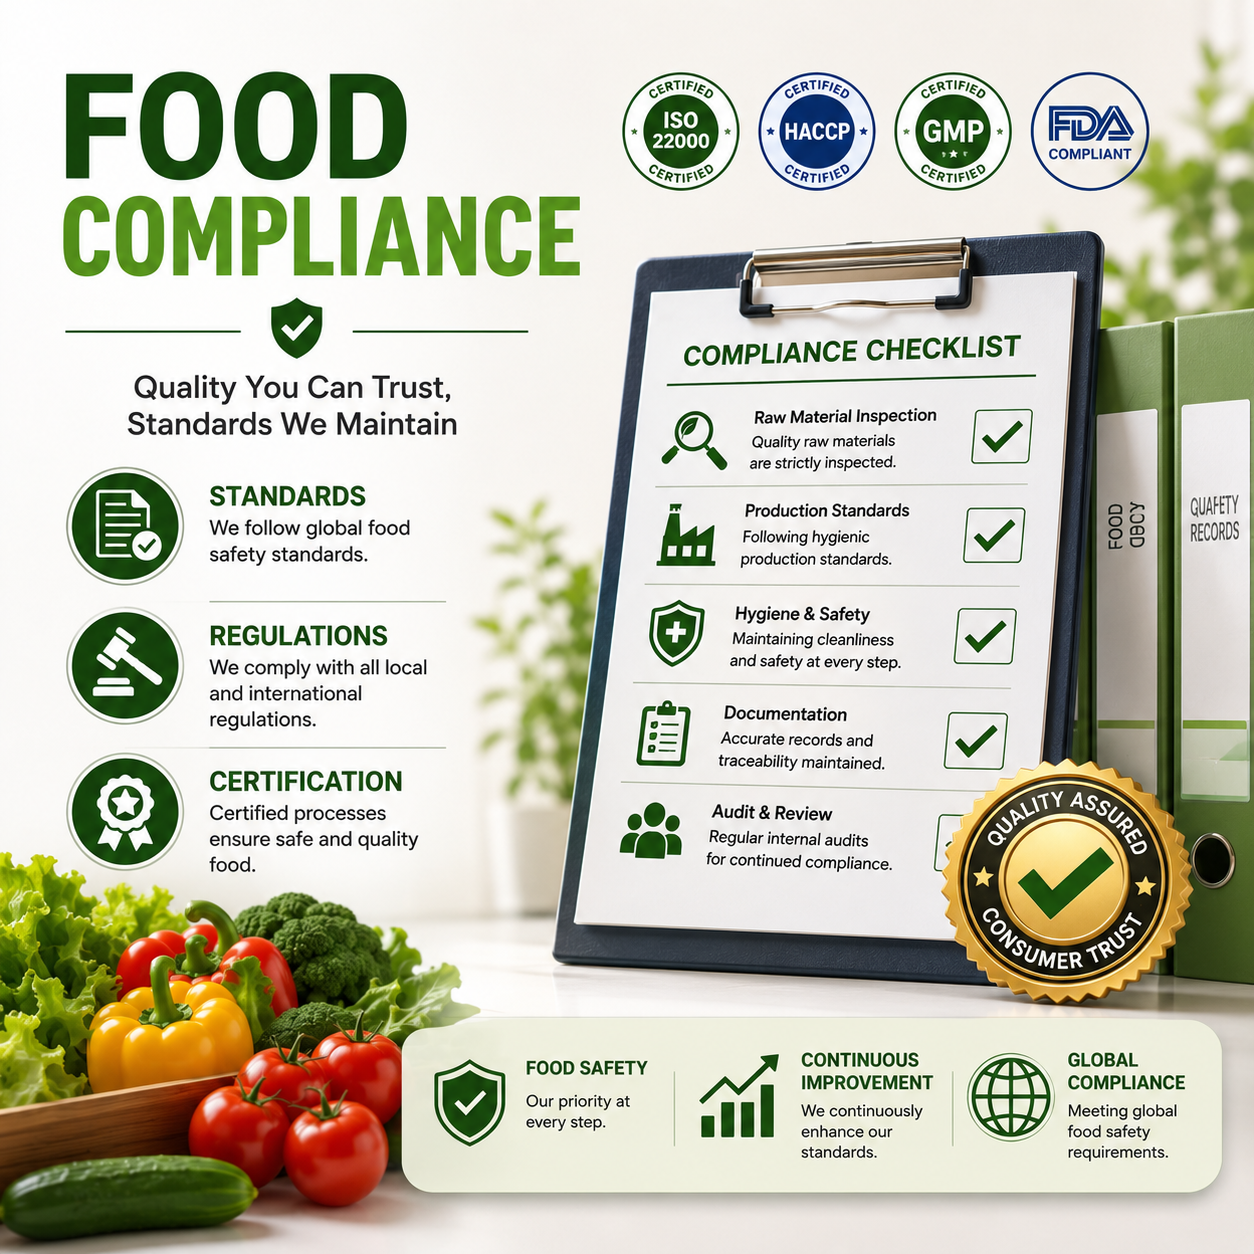 FOOD
COMPLIANCE
Quality You Can Trust,
Standards We Maintain
STANDARDS
We follow global food
safety standards.
REGULATIONS
We comply with all local
and international
regulations.
CERTIFICATION
Certified processes
ensure safe and quality
food.
CERTIFIED
ISO
22000
CERTIFIED
CERTIFIED
HACCP
CERTIFIED
CERTIFIED
GMP
CERTIFIED
FDA
COMPLIANT
COMPLIANCE CHECKLIST
Raw Material Inspection
Quality raw materials
are strictly inspected.
Production Standards
Following hygienic
production standards.
Hygiene & Safety
Maintaining cleanliness
and safety at every step.
Documentation
Accurate records and
traceability maintained.
Audit & Review
Regular internal audits
for continued compliance.
FOOD
RECORDS
QUALITY ASSURED
CONSUMER TRUST
FOOD SAFETY
Our priority at
every step.
CONTINUOUS
IMPROVEMENT
We continuously
enhance our
standards.
GLOBAL
COMPLIANCE
Meeting global
food safety
requirements.